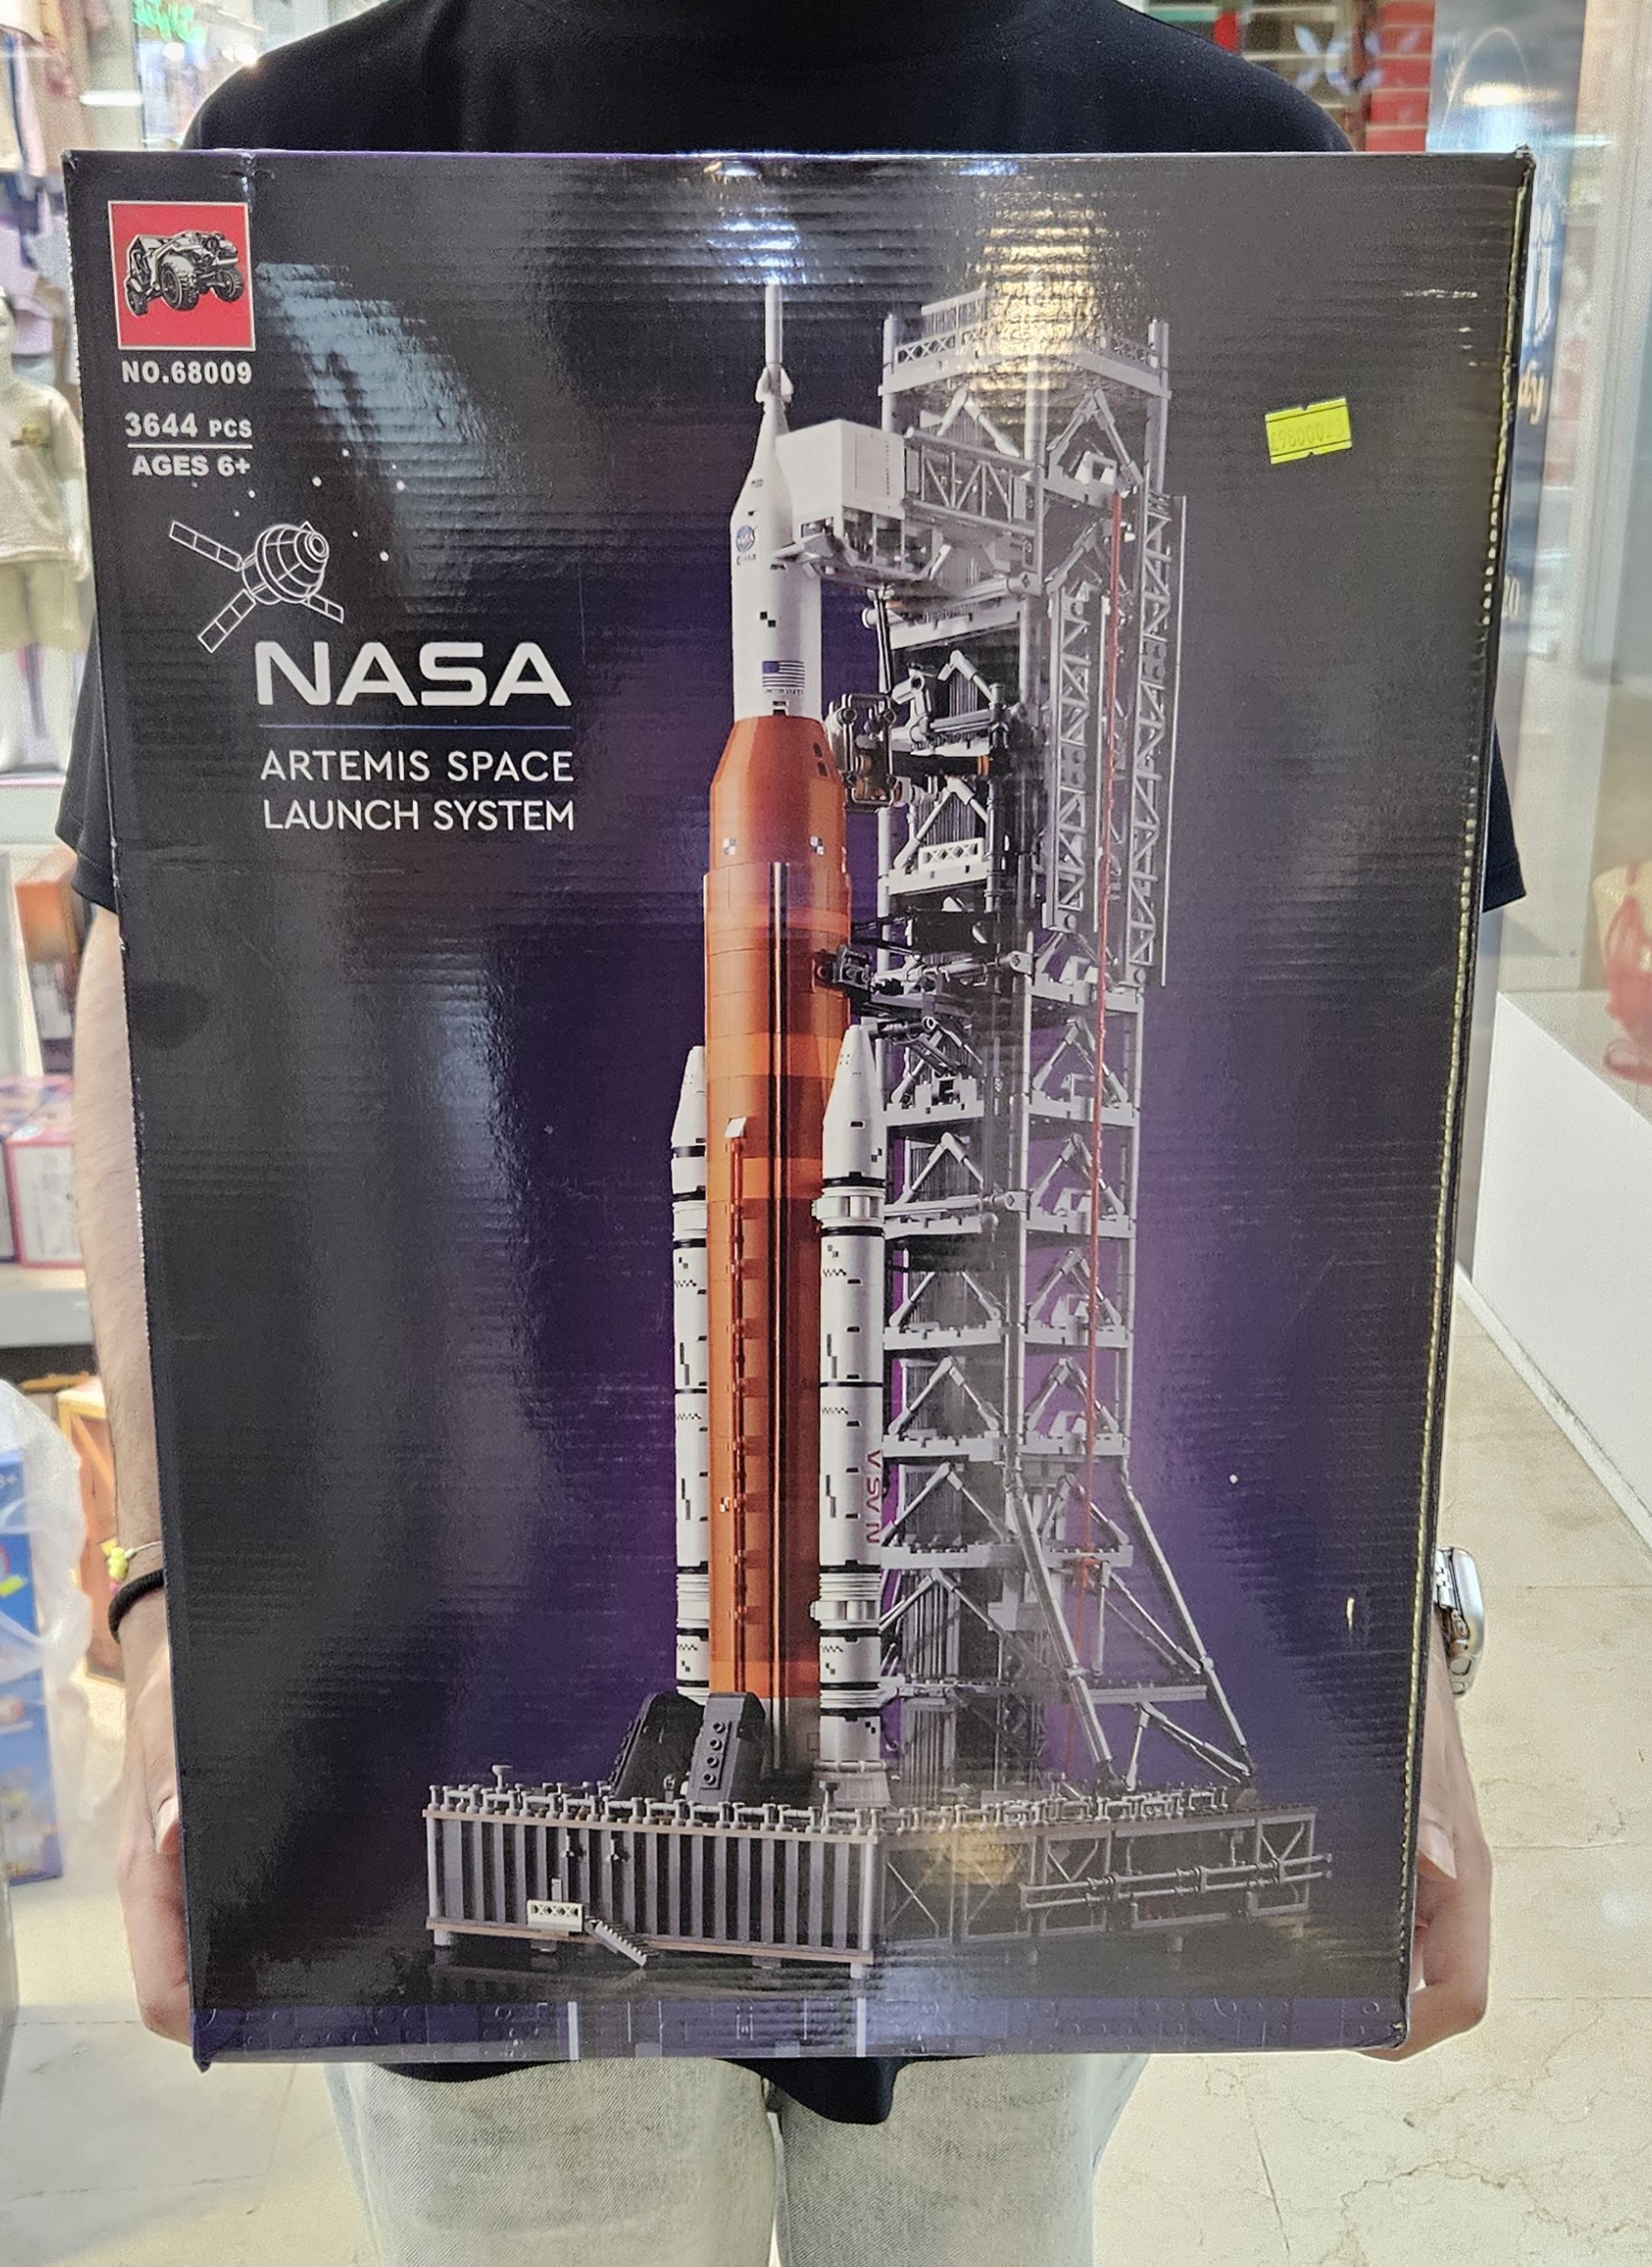 NO.68009
3644 PCS
AGES 6+
NASA
ARTEMIS SPACE
LAUNCH SYSTEM
NASA